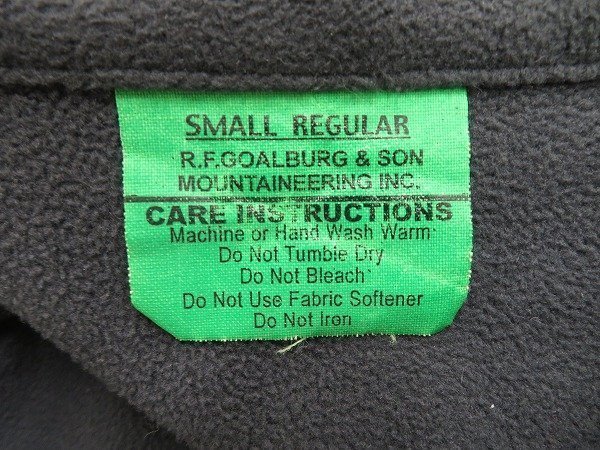 SMALL REGULAR
R.F.GOALBURG & SON
MOUNTAINEERING INC.
CARE INSTRUCTIONS
Machine or Hand Wash Warm
Do Not Tumble Dry
Do Not Bleach
Do Not Use Fabric Softener
Do Not Iron